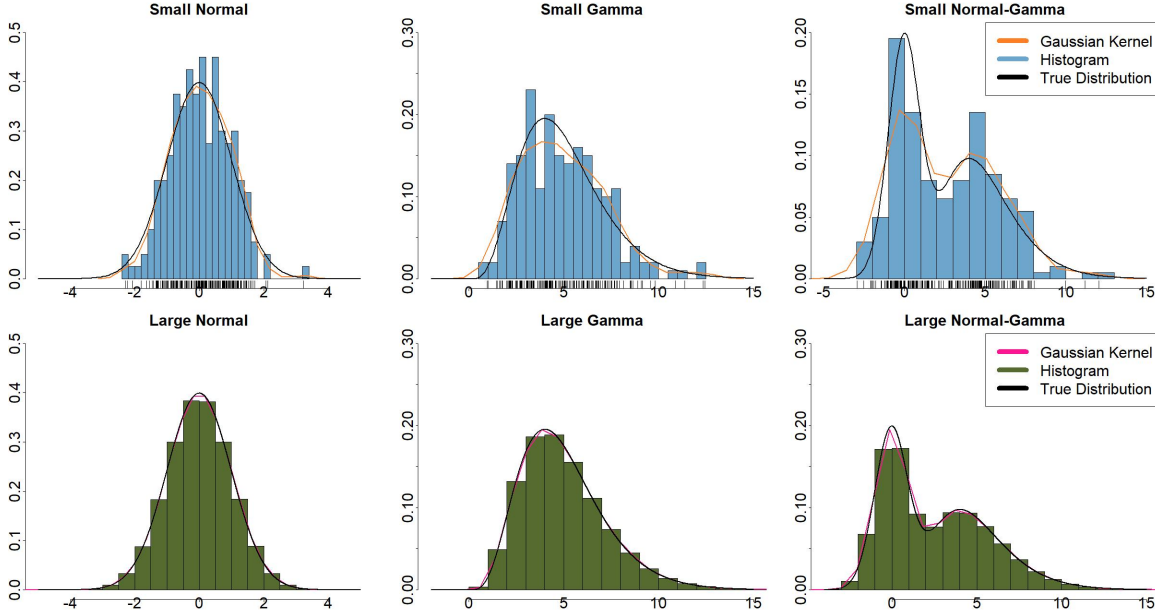 Small Normal
0.5
0.4
0.3
0.2
0.1
0.0
-4 -2 0 2 4
Small Gamma
0.30
0.20
0.10
0.00
0 5 10 15
Small Normal-Gamma
0.20
0.15
0.10
0.05
0.00
-5 0 5 10 15
Gaussian Kernel
Histogram
True Distribution
Large Normal
0.5
0.4
0.3
0.2
0.1
0.0
-4 -2 0 2 4
Large Gamma
0.30
0.20
0.10
0.00
0 5 10 15
Large Normal-Gamma
0.30
0.20
0.10
0.00
-5 0 5 10 15
Gaussian Kernel
Histogram
True Distribution